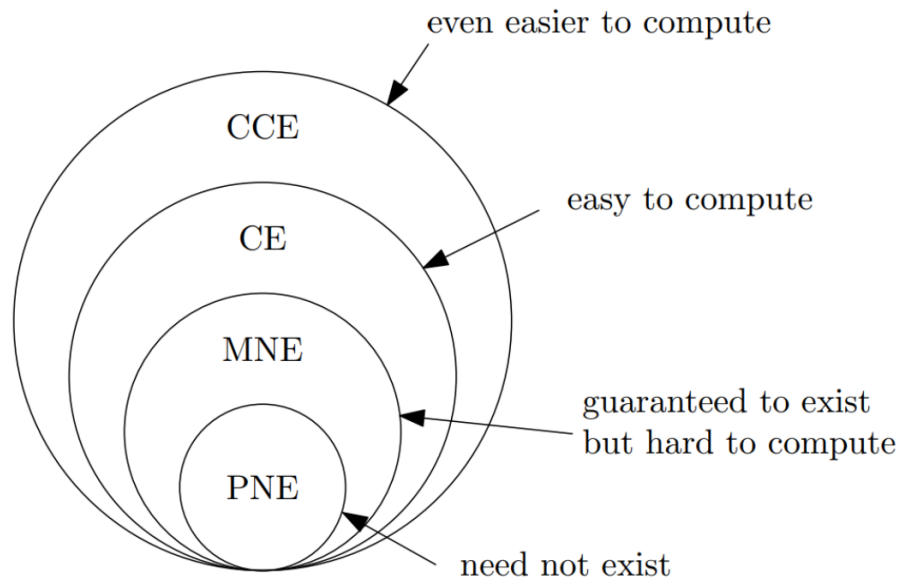 even easier to compute
CCE
easy to compute
CE
MNE
guaranteed to exist
but hard to compute
PNE
need not exist